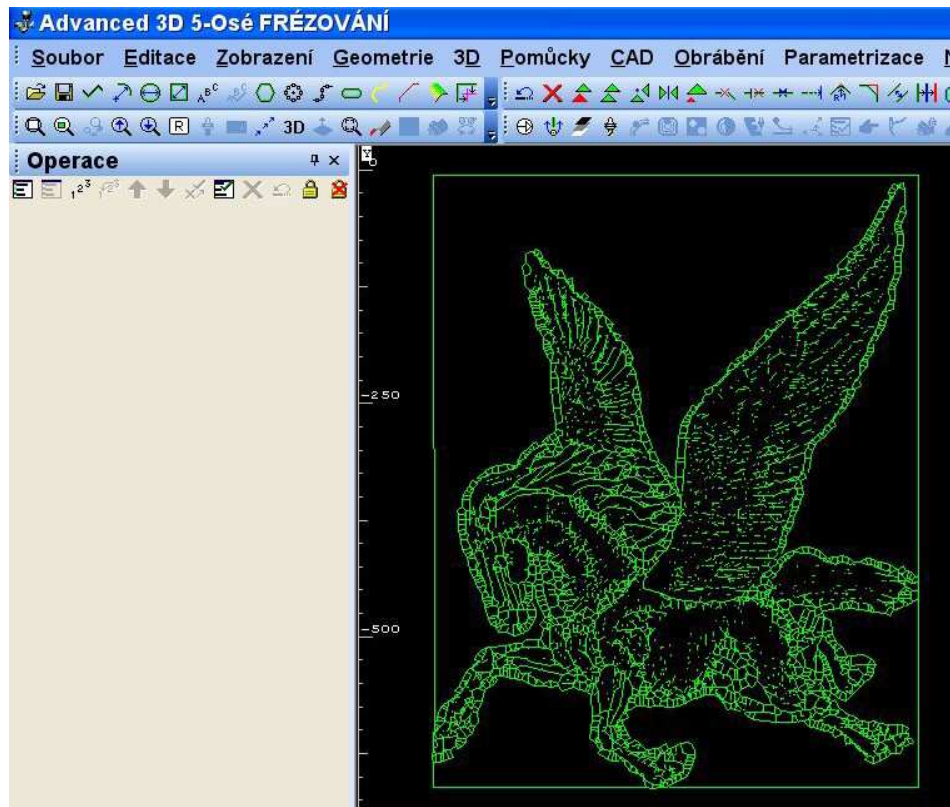 Advanced 3D 5-Osé FRÉZOVÁNÍ
Soubor Editace Zobrazení Geometrie 3D Pomůcky CAD Obrábění Parametrizace
3D
Operace
-250
-500